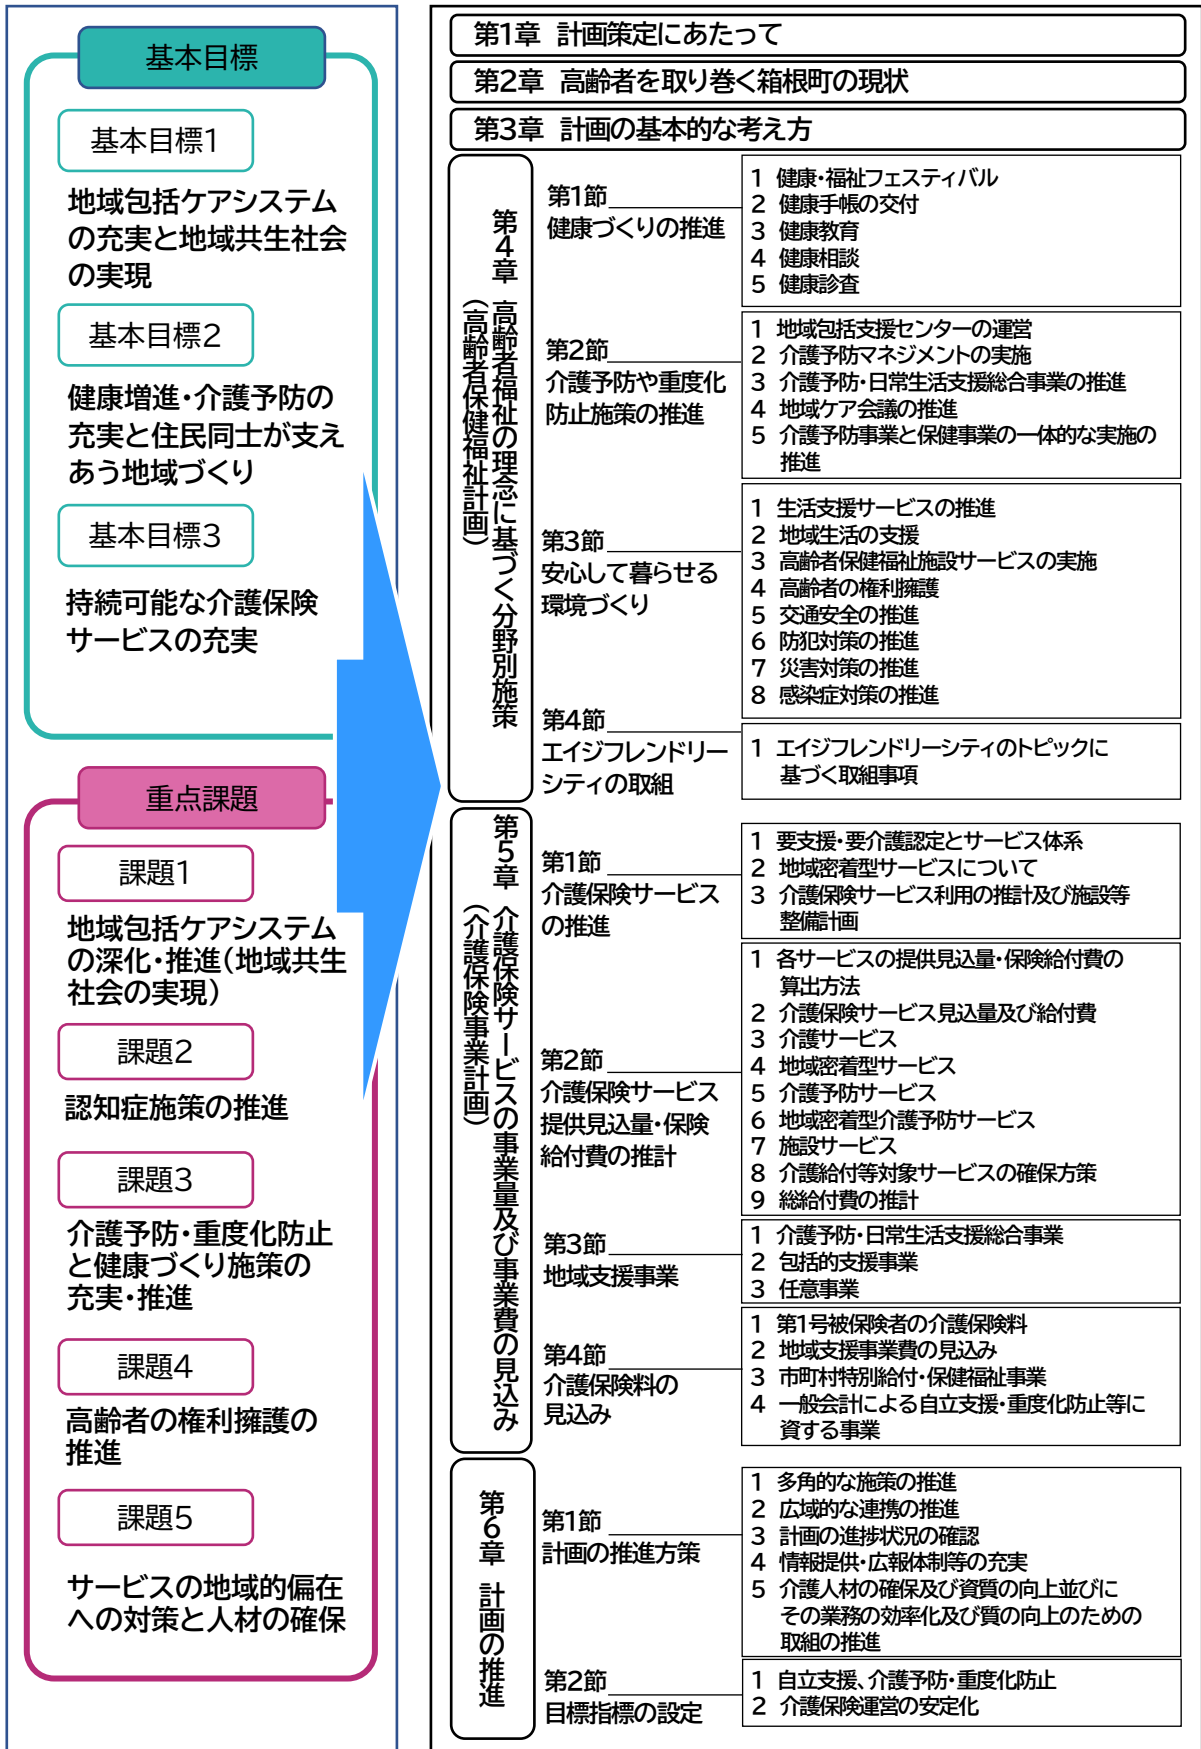 基本目標
基本目標1
地域包括ケアシステム
の充実と地域共生社会
の実現
基本目標2
健康増進・介護予防の
充実と住民同士が支え
あう地域づくり
基本目標3
持続可能な介護保険
サービスの充実
重点課題
課題1
地域包括ケアシステム
の深化・推進(地域共生
社会の実現)
課題2
認知症施策の推進
課題3
介護予防・重度化防止
と健康づくり施策の
充実・推進
課題4
高齢者の権利擁護の
推進
課題5
サービスの地域的偏在
への対策と人材の確保
第1章 計画策定にあたって
第2章 高齢者を取り巻く箱根町の現状
第3章 計画の基本的な考え方
第4章 高齢者福祉の理念に基づく分野別施策
(高齢者保健福祉計画)
第1節
健康づくりの推進
1 健康・福祉フェスティバル
2 健康手帳の交付
3 健康教育
4 健康相談
5 健康診査
第2節
介護予防や重度化
防止施策の推進
1 地域包括支援センターの運営
2 介護予防マネジメントの実施
3 介護予防・日常生活支援総合事業の推進
4 地域ケア会議の推進
5 介護予防事業と保健事業の一体的な実施の
推進
第3節
安心して暮らせる
環境づくり
1 生活支援サービスの推進
2 地域生活の支援
3 高齢者保健福祉施設サービスの実施
4 高齢者の権利擁護
5 交通安全の推進
6 防犯対策の推進
7 災害対策の推進
8 感染症対策の推進
第4節
エイジフレンドリー
シティの取組
1 エイジフレンドリーシティのトピックに
基づく取組事項
第5章 介護保険サービスの事業量及び事業費の見込み
(介護保険事業計画)
第1節
介護保険サービス
の推進
1 要支援・要介護認定とサービス体系
2 地域密着型サービスについて
3 介護保険サービス利用の推計及び施設等
整備計画
第2節
介護保険サービス
提供見込量・保険
給付費の推計
1 各サービスの提供見込量・保険給付費の
算出方法
2 介護保険サービス見込量及び給付費
3 介護サービス
4 地域密着型サービス
5 介護予防サービス
6 地域密着型介護予防サービス
7 施設サービス
8 介護給付等対象サービスの確保方策
9 総給付費の推計
第3節
地域支援事業
1 介護予防・日常生活支援総合事業
2 包括的支援事業
3 任意事業
第4節
介護保険料の
見込み
1 第1号被保険者の介護保険料
2 地域支援事業費の見込み
3 市町村特別給付・保健福祉事業
4 一般会計による自立支援・重度化防止等に
資する事業
第6章 計画の推進
第1節
計画の推進方策
1 多角的な施策の推進
2 広域的な連携の推進
3 計画の進捗状況の確認
4 情報提供・広報体制等の充実
5 介護人材の確保及び資質の向上並びに
その業務の効率化及び質の向上のための
取組の推進
第2節
目標指標の設定
1 自立支援、介護予防・重度化防止
2 介護保険運営の安定化